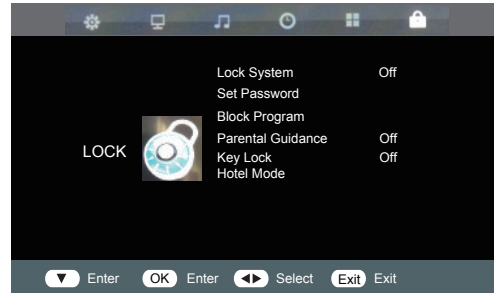 Lock System Off
Set Password
Block Program
Parental Guidance Off
LOCK
Key Lock Off
Hotel Mode
▼ Enter OK Enter ◀▶ Select Exit Exit